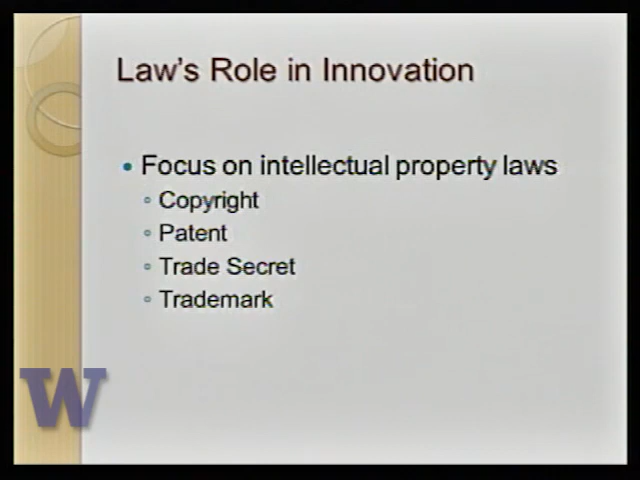 Law's Role in Innovation
• Focus on intellectual property laws
◦ Copyright
◦ Patent
◦ Trade Secret
◦ Trademark
W